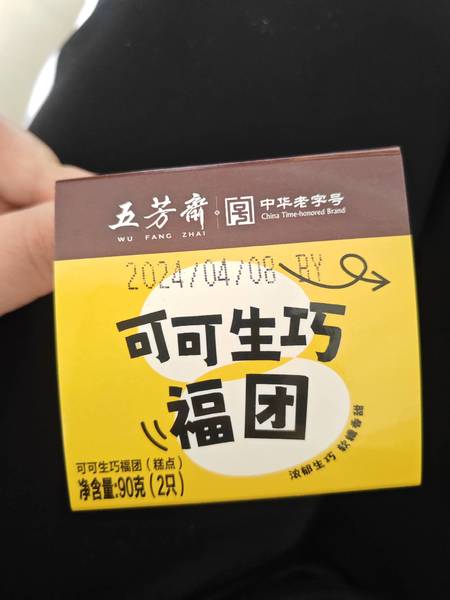 五芳斋 中华老字号
WU FANG ZHAI China Time-honored Brand
2024/04/08 BY
可可生巧
福团
浓郁生巧 软糯香甜
可可生巧福团（糕点）
净含量:90克(2只)